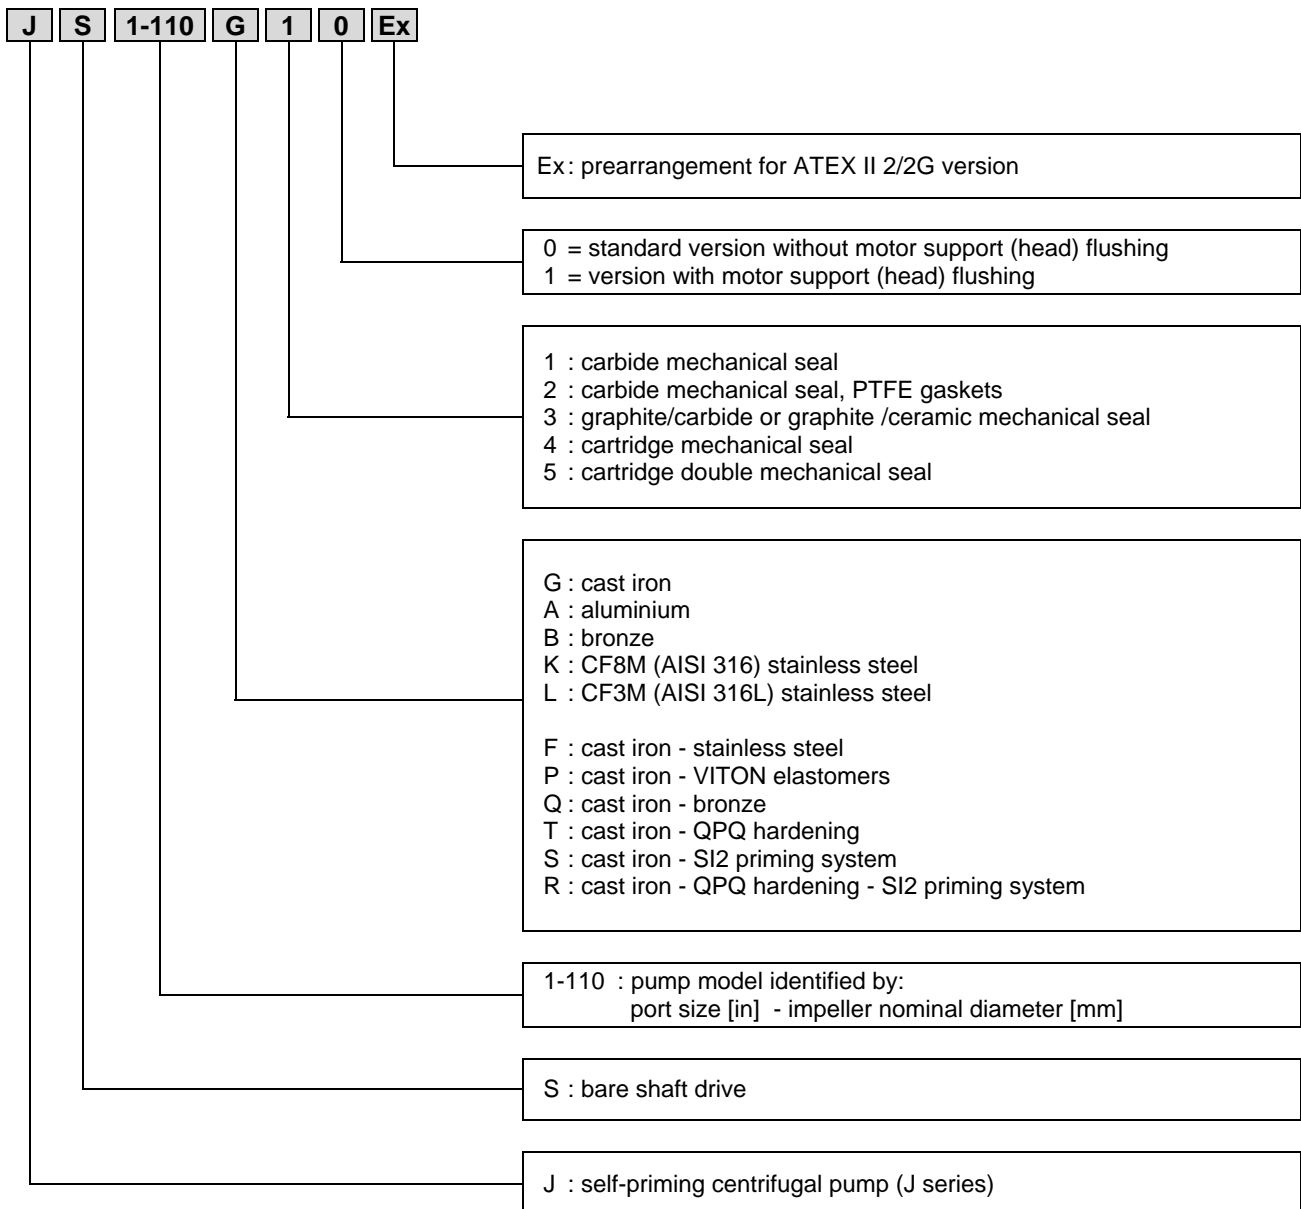 J S 1-110 G 1 0 Ex
Ex : prearrangement for ATEX II 2/2G version
0 = standard version without motor support (head) flushing
1 = version with motor support (head) flushing
1 : carbide mechanical seal
2 : carbide mechanical seal, PTFE gaskets
3 : graphite/carbide or graphite /ceramic mechanical seal
4 : cartridge mechanical seal
5 : cartridge double mechanical seal
G : cast iron
A : aluminium
B : bronze
K : CF8M (AISI 316) stainless steel
L : CF3M (AISI 316L) stainless steel
F : cast iron - stainless steel
P : cast iron - VITON elastomers
Q : cast iron - bronze
T : cast iron - QPQ hardening
S : cast iron - SI2 priming system
R : cast iron - QPQ hardening - SI2 priming system
1-110 : pump model identified by:
port size [in] - impeller nominal diameter [mm]
S : bare shaft drive
J : self-priming centrifugal pump (J series)